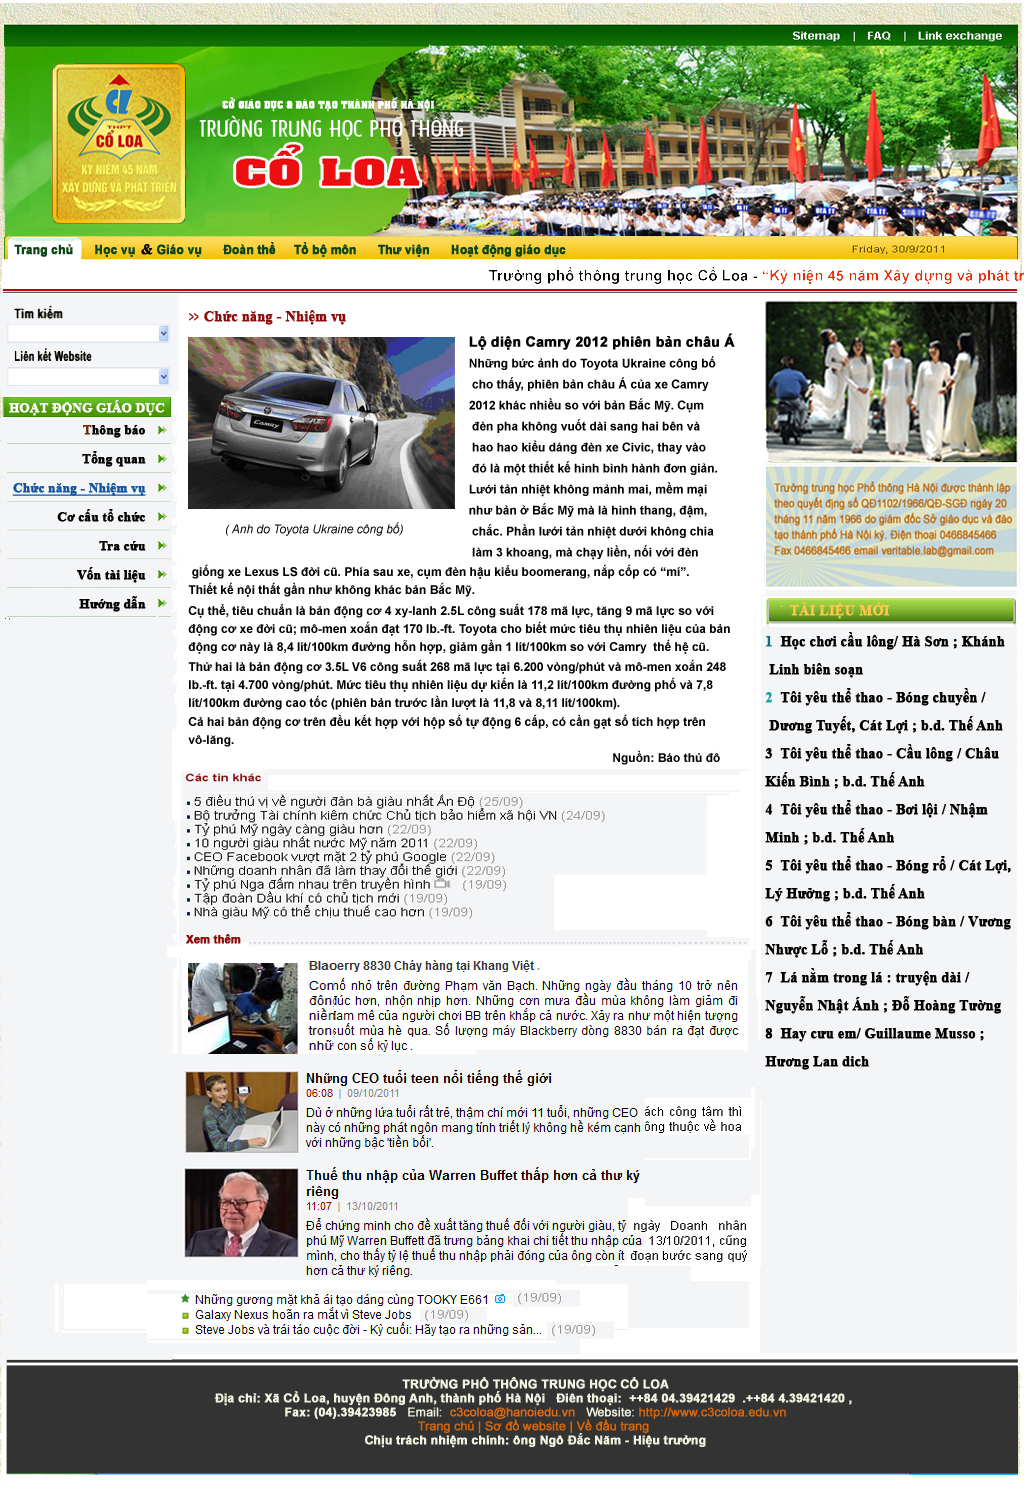 Sitemap | FAQ | Link exchange
CI
THPT
CỔ LOA
KỶ NIỆM 45 NĂM
XÂY DỰNG VÀ PHÁT TRIỂN
SỞ GIÁO DỤC & ĐÀO TẠO THÀNH PHỐ HÀ NỘI
TRƯỜNG TRUNG HỌC PHỔ THÔNG
CỔ LOA
Trang chủ Học vụ & Giáo vụ Đoàn thể Tổ bộ môn Thư viện Hoạt động giáo dục Friday, 30/9/2011
Trường phổ thông trung học Cổ Loa - “Kỷ niện 45 năm Xây dựng và phát tr
Tìm kiếm
Liên kết Website
HOẠT ĐỘNG GIÁO DỤC
Thông báo
Tổng quan
Chức năng - Nhiệm vụ
Cơ cấu tổ chức
Tra cứu
Vốn tài liệu
Hướng dẫn
>> Chức năng - Nhiệm vụ
Lộ diện Camry 2012 phiên bản châu Á
Những bức ảnh do Toyota Ukraine công bố
cho thấy, phiên bản châu Á của xe Camry
2012 khác nhiều so với bản Bắc Mỹ. Cụm
đèn pha không vuốt dài sang hai bên và
hao hao kiểu dáng đèn xe Civic, thay vào
đó là một thiết kế hình bình hành đơn giản.
Lưới tản nhiệt không mảnh mai, mềm mại
như bản ở Bắc Mỹ mà là hình thang, đậm,
chắc. Phần lưới tản nhiệt dưới không chia
làm 3 khoang, mà chạy liền, nối với đèn
( Anh do Toyota Ukraine công bố)
giống xe Lexus LS đời cũ. Phía sau xe, cụm đèn hậu kiểu boomerang, nắp cốp có “mí”.
Thiết kế nội thất gần như không khác bản Bắc Mỹ.
Cụ thể, tiêu chuẩn là bản động cơ 4 xy-lanh 2.5L công suất 178 mã lực, tăng 9 mã lực so với
động cơ xe đời cũ; mô-men xoắn đạt 170 lb.-ft. Toyota cho biết mức tiêu thụ nhiên liệu của bản
động cơ này là 8,4 lít/100km đường hỗn hợp, giảm gần 1 lít/100km so với Camry thế hệ cũ.
Thứ hai là bản động cơ 3.5L V6 công suất 268 mã lực tại 6.200 vòng/phút và mô-men xoắn 248
lb.-ft. tại 4.700 vòng/phút. Mức tiêu thụ nhiên liệu dự kiến là 11,2 lít/100km đường phố và 7,8
lít/100km đường cao tốc (phiên bản trước lần lượt là 11,8 và 8,11 lít/100km).
Cả hai bản động cơ trên đều kết hợp với hộp số tự động 6 cấp, có cần gạt số tích hợp trên
vô-lăng.
Nguồn: Báo thủ đô
Các tin khác
5 điều thú vị về người đàn bà giàu nhất Ấn Độ (25/09)
Bộ trưởng Tài chính kiêm chức Chủ tịch bảo hiểm xã hội VN (24/09)
Tỷ phú Mỹ ngày càng giàu hơn (22/09)
10 người giàu nhất nước Mỹ năm 2011 (22/09)
CEO Facebook vượt mặt 2 tỷ phú Google (22/09)
Những doanh nhân đã làm thay đổi thế giới (22/09)
Tỷ phú Nga đấm nhau trên truyền hình (19/09)
Tập đoàn Dầu khí có chủ tịch mới (19/09)
Nhà giàu Mỹ có thể chịu thuế cao hơn (19/09)
Xem thêm
Blaoerry 8830 Cháy hàng tại Khang Việt .
Comổ nhỏ trên đường Phạm văn Bạch. Những ngày đầu tháng 10 trở nên
đôngúc hơn, nhộn nhịp hơn. Những cơn mưa đầu mùa không làm giảm đi
niềfam mê của người chơi BB trên khắp cả nước. Xảy ra như một hiện tượng
tronsuốt mùa hè qua. Số lượng máy Blackberry dòng 8830 bán ra đạt được
nhữ con số kỷ lục .
Những CEO tuổi teen nổi tiếng thế giới
06:08 | 09/10/2011
Dù ở những lứa tuổi rất trẻ, thậm chí mới 11 tuổi, những CEO ách công tâm thì
này có những phát ngôn mang tính triết lý không hề kém cạnh ông thuộc về hoa
với những bậc 'tiền bối'.
Thuế thu nhập của Warren Buffet thấp hơn cả thư ký
riêng
11:07 | 13/10/2011
Để chứng minh cho đề xuất tăng thuế đối với người giàu, tỷ ngày Doanh nhân
phú Mỹ Warren Buffett đã trưng bảng khai chi tiết thu nhập của 13/10/2011, cũng
mình, cho thấy tỷ lệ thuế thu nhập phải đóng của ông còn ít đoạn bước sang quý
hơn cả thư ký riêng.
Những gương mặt khả ái tạo dáng cùng TOOKY E661 (19/09)
Galaxy Nexus hoãn ra mắt vì Steve Jobs (19/09)
Steve Jobs và trái táo cuộc đời - Kỳ cuối: Hãy tạo ra những sản... (19/09)
Trường trung học Phổ thông Hà Nội được thành lập
theo quyết định số QĐ1102/1966/QĐ-SGĐ ngày 20
tháng 11 năm 1966 do giám đốc Sở giáo dục và đào
tạo thành phố Hà Nội ký. Điện thoại 0466845466
Fax 0466845466 email veritable.lab@gmail.com
TÀI LIỆU MỚI
1 Học chơi cầu lông/ Hà Sơn ; Khánh
Linh biên soạn
2 Tôi yêu thể thao - Bóng chuyền /
Dương Tuyết, Cát Lợi ; b.d. Thế Anh
3 Tôi yêu thể thao - Cầu lông / Châu
Kiến Bình ; b.d. Thế Anh
4 Tôi yêu thể thao - Bơi lội / Nhậm
Minh ; b.d. Thế Anh
5 Tôi yêu thể thao - Bóng rổ / Cát Lợi,
Lý Hưởng ; b.d. Thế Anh
6 Tôi yêu thể thao - Bóng bàn / Vương
Nhược Lỗ ; b.d. Thế Anh
7 Lá nằm trong lá : truyện dài /
Nguyễn Nhật Ánh ; Đỗ Hoàng Tường
8 Hay cưu em/ Guillaume Musso ;
Hương Lan dich
TRƯỜNG PHỔ THÔNG TRUNG HỌC CỔ LOA
Địa chỉ: Xã Cổ Loa, huyện Đông Anh, thành phố Hà Nội Điên thoại: ++84 04.39421429 .++84 4.39421420 ,
Fax: (04).39423985 Email: c3coloa@hanoiedu.vn Website: http://www.c3coloa.edu.vn
Trang chủ | Sơ đồ website | Về đầu trang
Chịu trách nhiệm chính: ông Ngô Đắc Năm - Hiệu trưởng